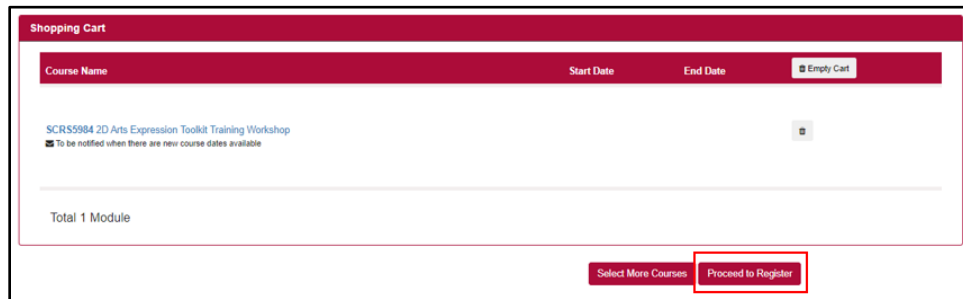 Shopping Cart
Course Name Start Date End Date Empty Cart
SCRS5984 2D Arts Expression Toolkit Training Workshop
To be notified when there are new course dates available
Total 1 Module
Select More Courses Proceed to Register